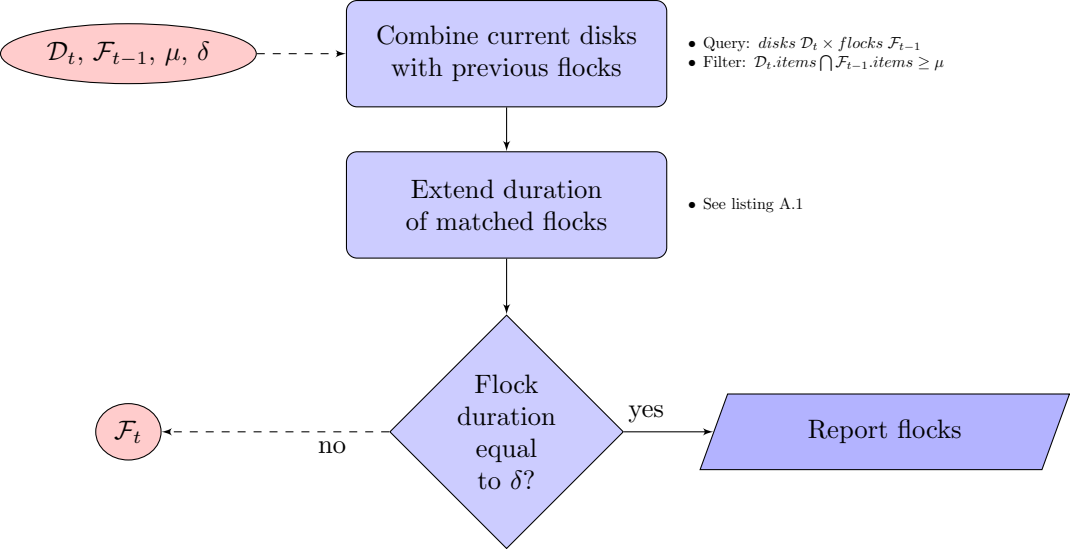 𝒟ₜ, ℱₜ₋₁, μ, δ
Combine current disks
with previous flocks
• Query: disks 𝒟ₜ × flocks ℱₜ₋₁
• Filter: 𝒟ₜ.items ⋂ ℱₜ₋₁.items ≥ μ
Extend duration
of matched flocks
• See listing A.1
Flock
duration
equal
to δ?
yes
no
ℱₜ
Report flocks